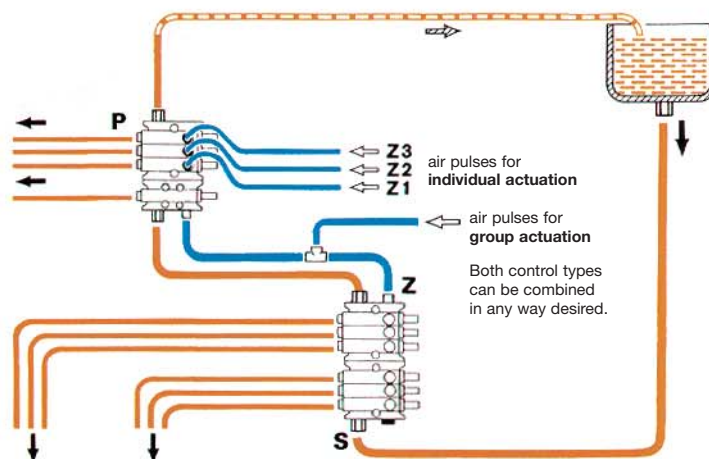 P
Z3
Z2
Z1
air pulses for
individual actuation
air pulses for
group actuation
Both control types
can be combined
in any way desired.
Z
S